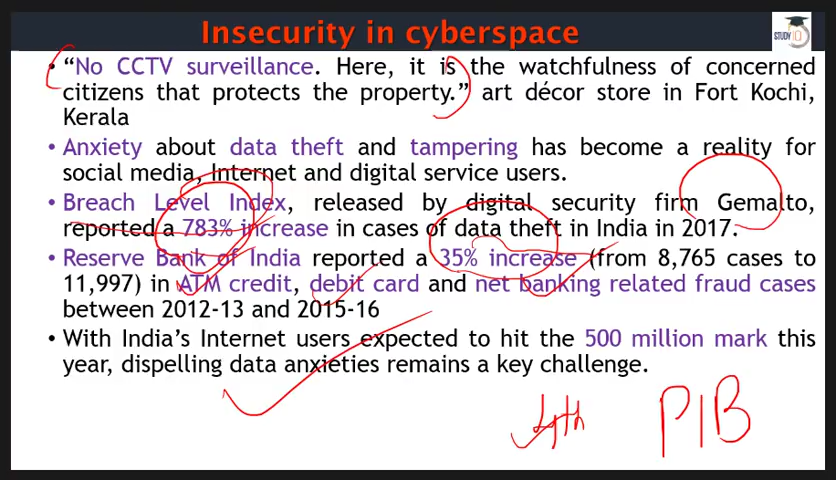 Insecurity in cyberspace
STUDY IQ
• “No CCTV surveillance. Here, it is the watchfulness of concerned
citizens that protects the property.” art décor store in Fort Kochi,
Kerala
• Anxiety about data theft and tampering has become a reality for
social media, Internet and digital service users.
• Breach Level Index, released by digital security firm Gemalto,
reported a 783% increase in cases of data theft in India in 2017.
• Reserve Bank of India reported a 35% increase (from 8,765 cases to
11,997) in ATM credit, debit card and net banking related fraud cases
between 2012-13 and 2015-16
• With India’s Internet users expected to hit the 500 million mark this
year, dispelling data anxieties remains a key challenge.
PIB